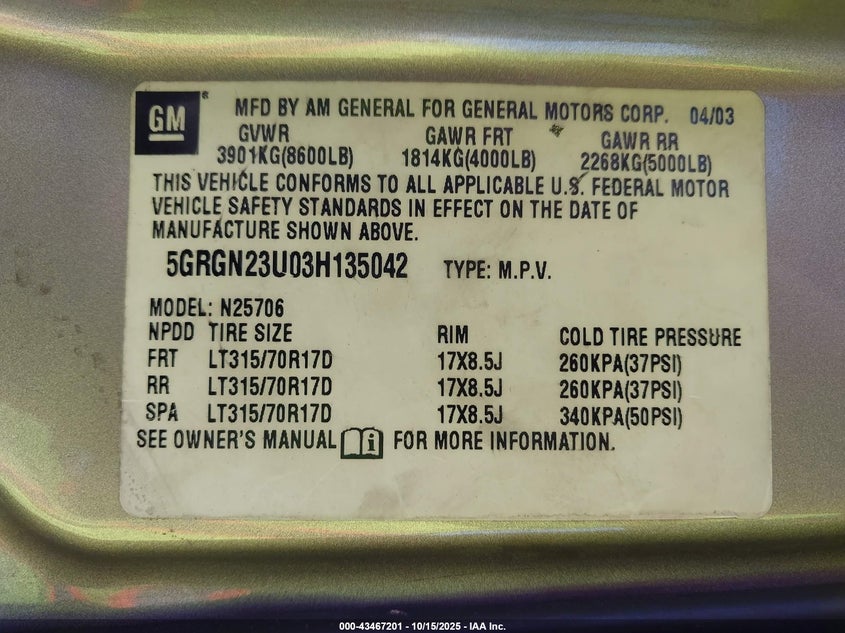 GM
MFD BY AM GENERAL FOR GENERAL MOTORS CORP. 04/03
GVWR GAWR FRT GAWR RR
3901KG(8600LB) 1814KG(4000LB) 2268KG(5000LB)
THIS VEHICLE CONFORMS TO ALL APPLICABLE U.S. FEDERAL MOTOR
VEHICLE SAFETY STANDARDS IN EFFECT ON THE DATE OF
MANUFACTURE SHOWN ABOVE.
5GRGN23U03H135042 TYPE: M.P.V.
MODEL: N25706
NPDD TIRE SIZE RIM COLD TIRE PRESSURE
FRT LT315/70R17D 17X8.5J 260KPA(37PSI)
RR LT315/70R17D 17X8.5J 260KPA(37PSI)
SPA LT315/70R17D 17X8.5J 340KPA(50PSI)
SEE OWNER'S MANUAL i FOR MORE INFORMATION.
000-43467201 - 10/15/2025 - IAA Inc.